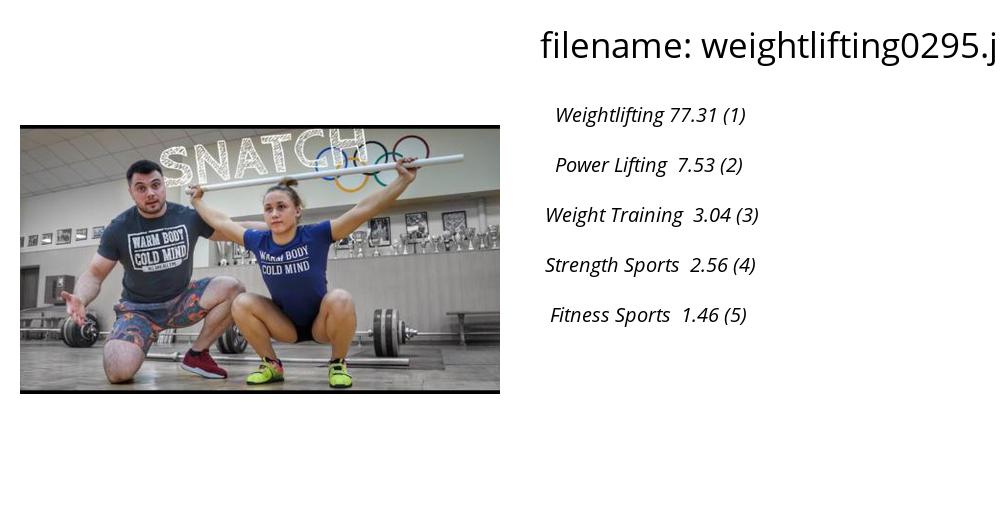 filename: weightlifting0295.j
Weightlifting 77.31 (1)
Power Lifting 7.53 (2)
Weight Training 3.04 (3)
Strength Sports 2.56 (4)
Fitness Sports 1.46 (5)
SNATCH
WARM BODY
COLD MIND
WARM BODY
COLD MIND